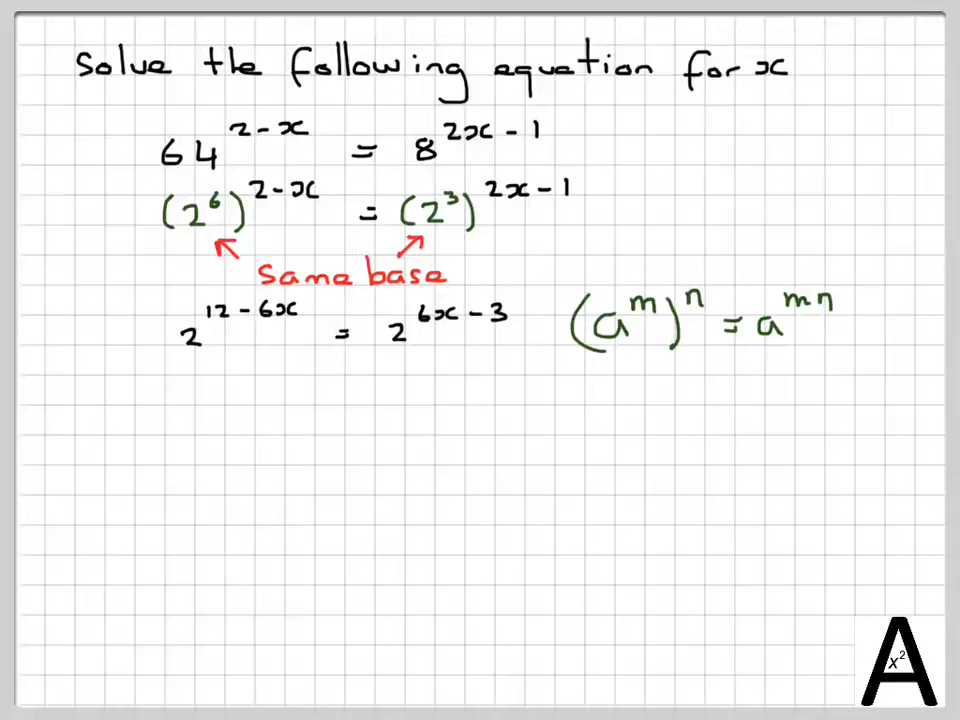 Solve the following equation for x
64^(2-x) = 8^(2x-1)
(2^6)^(2-x) = (2^3)^(2x-1)
Same base
2^(12-6x) = 2^(6x-3) (a^m)^n = a^(mn)
A
x²